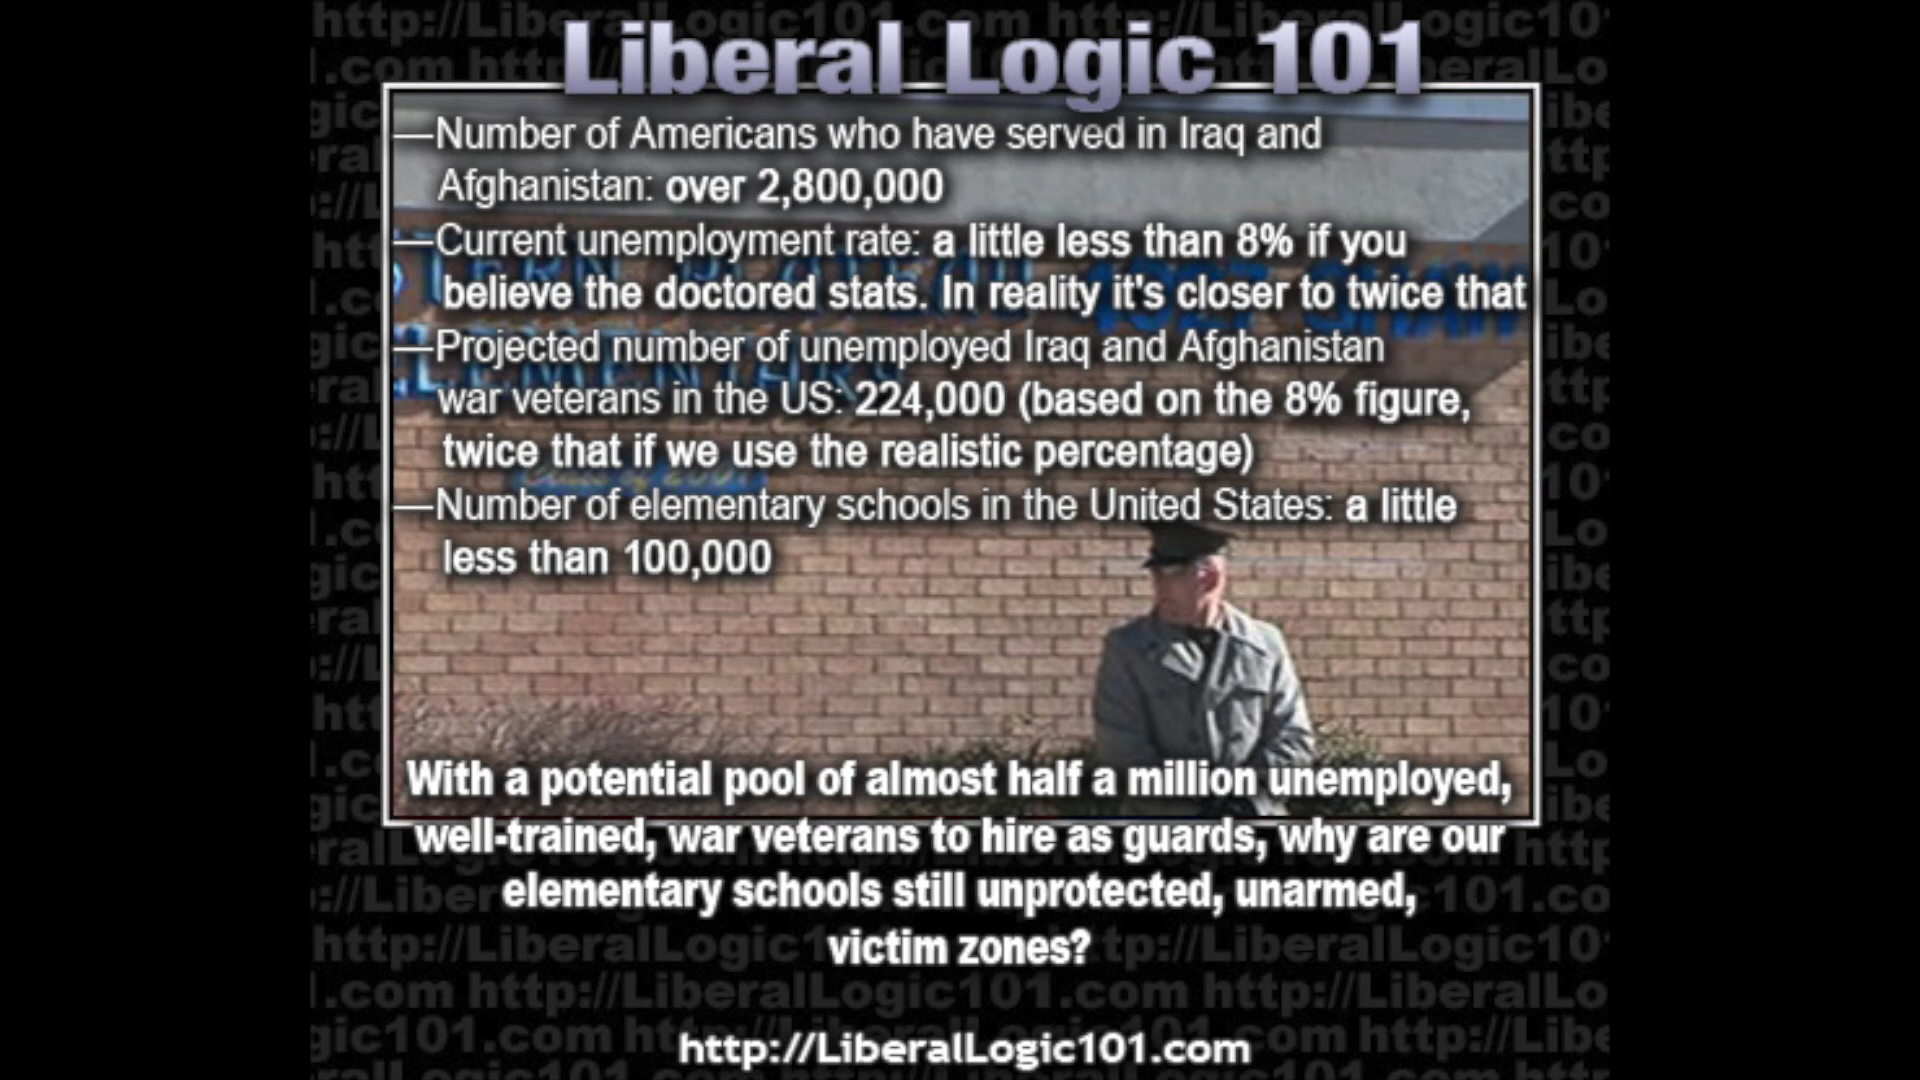 Liberal Logic 101
—Number of Americans who have served in Iraq and
Afghanistan: over 2,800,000
—Current unemployment rate: a little less than 8% if you
believe the doctored stats. In reality it's closer to twice that
—Projected number of unemployed Iraq and Afghanistan
war veterans in the US: 224,000 (based on the 8% figure,
twice that if we use the realistic percentage)
—Number of elementary schools in the United States: a little
less than 100,000
With a potential pool of almost half a million unemployed,
well-trained, war veterans to hire as guards, why are our
elementary schools still unprotected, unarmed,
victim zones?
http://LiberalLogic101.com